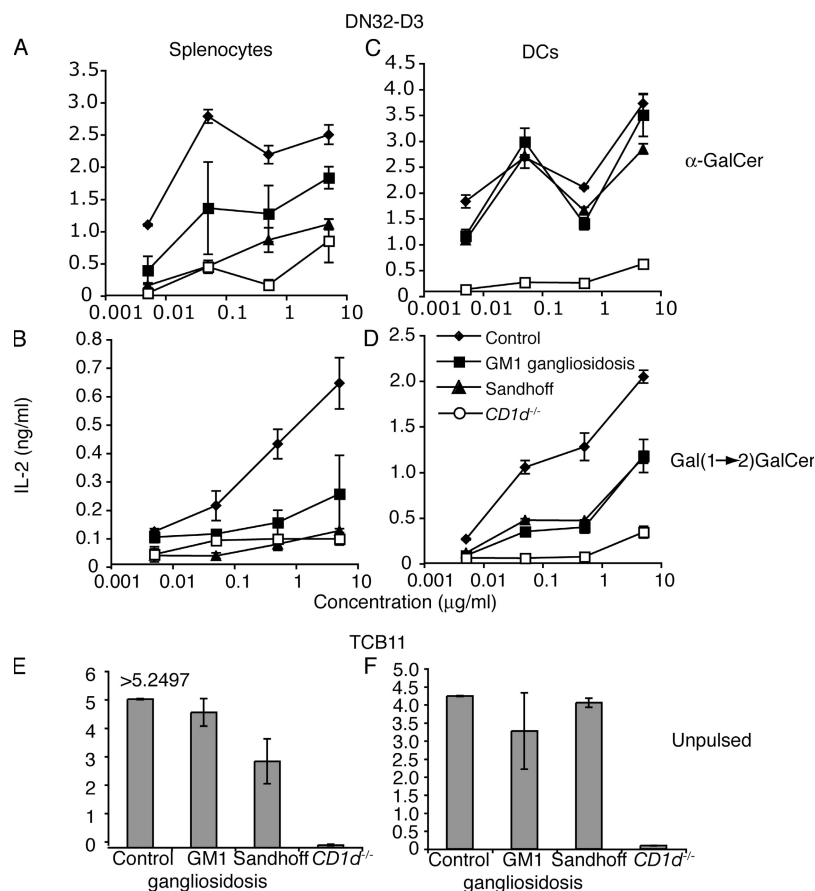 DN32-D3
A
Splenocytes
3.5
3.0
2.5
2.0
1.5
1.0
0.5
0
0.001 0.01 0.1 1 10
C
DCs
4.5
4.0
3.5
3.0
2.5
2.0
1.5
1.0
0.5
0
0.001 0.01 0.1 1 10
α-GalCer
B
0.8
0.7
0.6
0.5
0.4
0.3
0.2
0.1
0
0.001 0.01 0.1 1 10
IL-2 (ng/ml)
D
2.5
2.0
1.5
1.0
0.5
0
0.001 0.01 0.1 1 10
Control
GM1 gangliosidosis
Sandhoff
CD1d-/-
Gal(1→2)GalCer
Concentration (μg/ml)
TCB11
E
6
5
4
3
2
1
0
>5.2497
Control GM1 Sandhoff CD1d-/-
gangliosidosis
F
5.0
4.5
4.0
3.5
3.0
2.5
2.0
1.5
1.0
0.5
0
Control GM1 Sandhoff CD1d-/-
gangliosidosis
Unpulsed